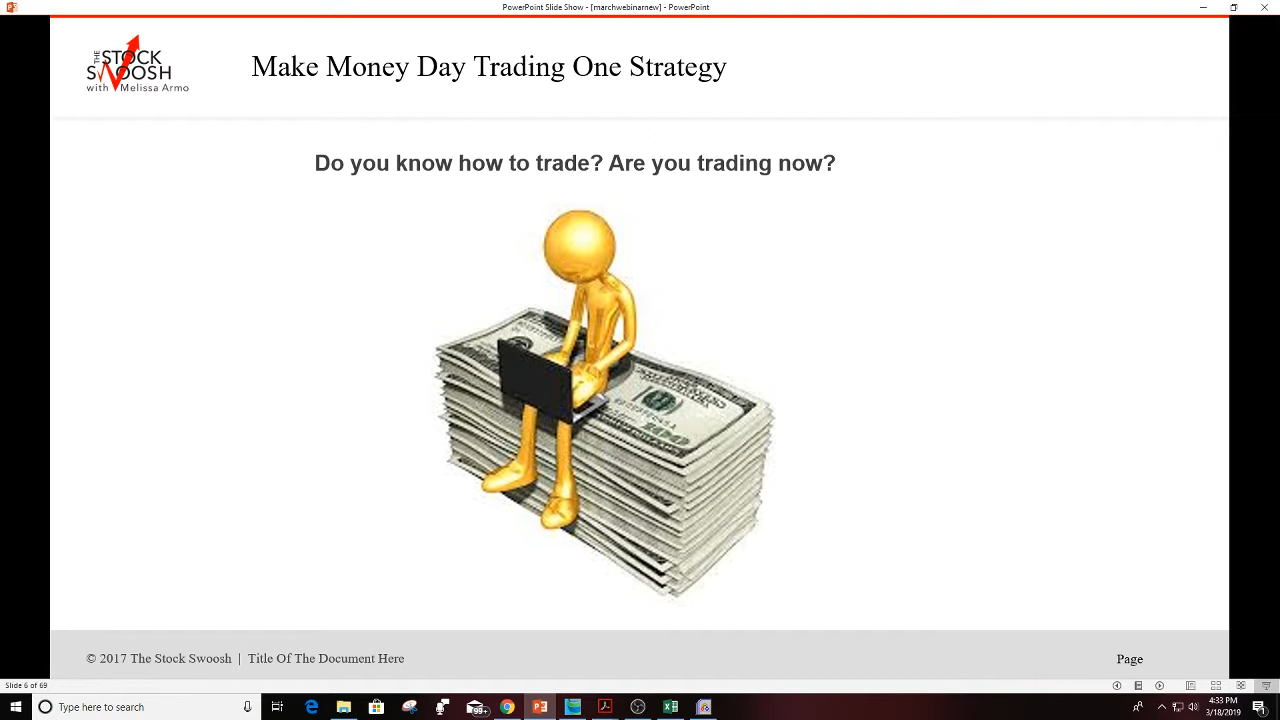 PowerPoint Slide Show - [marchwebinarnew] - PowerPoint
THE STOCK
SWOOSH
with Melissa Armo
Make Money Day Trading One Strategy
Do you know how to trade? Are you trading now?
100
© 2017 The Stock Swoosh | Title Of The Document Here
Page
Slide 6 of 69
Type here to search
99+
4:33 PM
3/18/2019